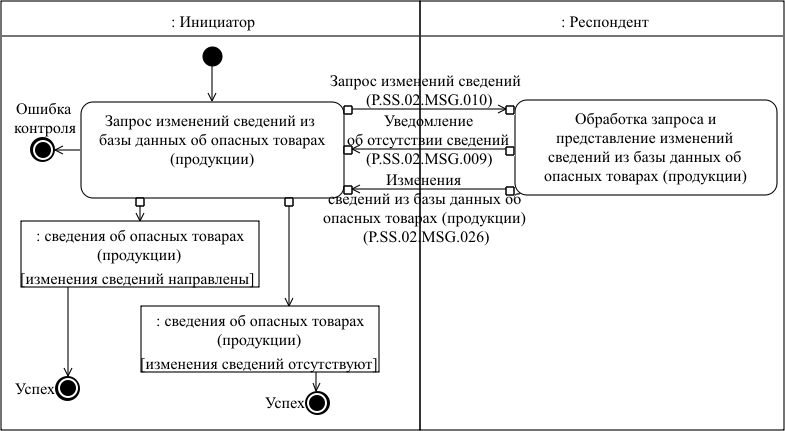 : Инициатор
: Респондент
Ошибка
контроля
Запрос изменений сведений из
базы данных об опасных товарах
(продукции)
Запрос изменений сведений
(P.SS.02.MSG.010)
Уведомление
об отсутствии сведений
(P.SS.02.MSG.009)
Изменения
сведений из базы данных об
опасных товарах (продукции)
(P.SS.02.MSG.026)
Обработка запроса и
представление изменений
сведений из базы данных об
опасных товарах (продукции)
: сведения об опасных товарах
(продукции)
[изменения сведений направлены]
: сведения об опасных товарах
(продукции)
[изменения сведений отсутствуют]
Успех
Успех